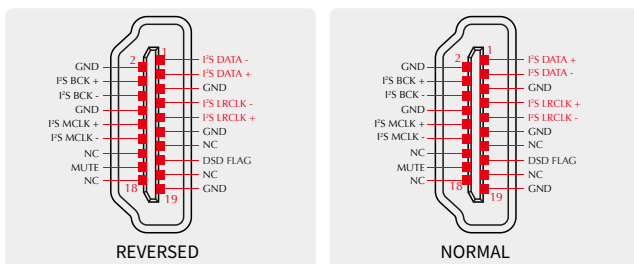 1
2
I²S DATA -
GND
I²S DATA +
I²S BCK +
GND
I²S BCK -
I²S LRCLK -
GND
I²S LRCLK +
I²S MCLK +
GND
I²S MCLK -
NC
NC
DSD FLAG
MUTE
NC
NC
18
GND
19
REVERSED
1
2
I²S DATA +
GND
I²S DATA -
I²S BCK +
GND
I²S BCK -
I²S LRCLK +
GND
I²S LRCLK -
I²S MCLK +
GND
I²S MCLK -
NC
NC
DSD FLAG
MUTE
NC
NC
18
GND
19
NORMAL